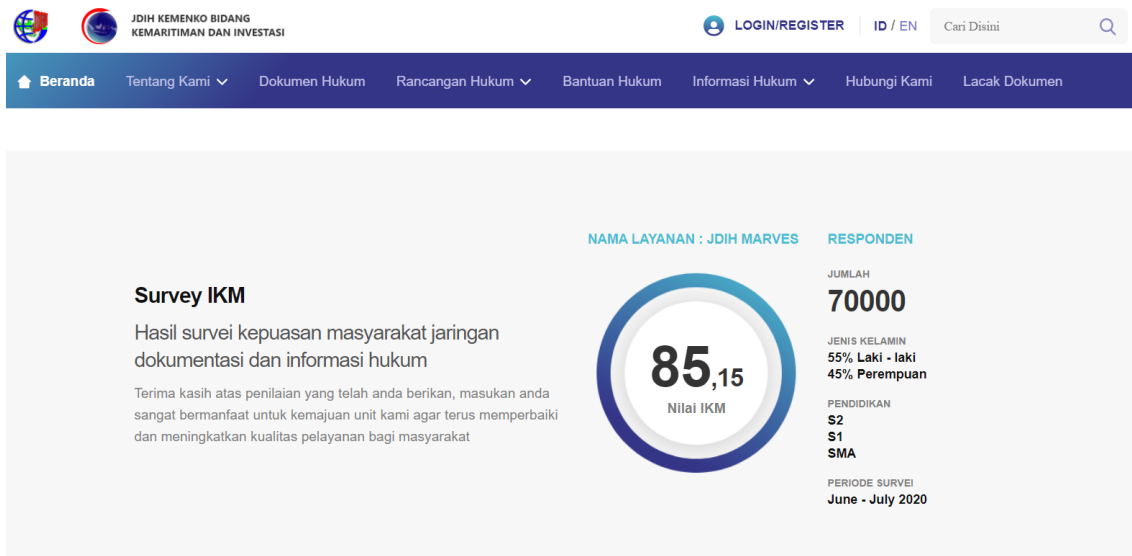 JDIH KEMENKO BIDANG
KEMARITIMAN DAN INVESTASI
LOGIN/REGISTER
ID / EN
Cari Disini
Beranda
Tentang Kami
Dokumen Hukum
Rancangan Hukum
Bantuan Hukum
Informasi Hukum
Hubungi Kami
Lacak Dokumen
Survey IKM
Hasil survei kepuasan masyarakat jaringan
dokumentasi dan informasi hukum
Terima kasih atas penilaian yang telah anda berikan, masukan anda
sangat bermanfaat untuk kemajuan unit kami agar terus memperbaiki
dan meningkatkan kualitas pelayanan bagi masyarakat
NAMA LAYANAN : JDIH MARVES
85,15
Nilai IKM
RESPONDEN
JUMLAH
70000
JENIS KELAMIN
55% Laki - laki
45% Perempuan
PENDIDIKAN
S2
S1
SMA
PERIODE SURVEI
June - July 2020